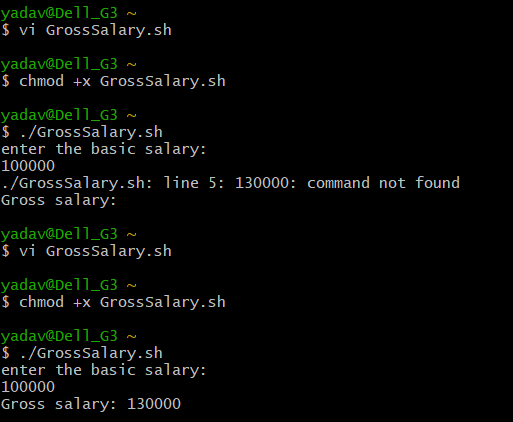 yadav@Dell_G3 ~
$ vi GrossSalary.sh
yadav@Dell_G3 ~
$ chmod +x GrossSalary.sh
yadav@Dell_G3 ~
$ ./GrossSalary.sh
enter the basic salary:
100000
./GrossSalary.sh: line 5: 130000: command not found
Gross salary:
yadav@Dell_G3 ~
$ vi GrossSalary.sh
yadav@Dell_G3 ~
$ chmod +x GrossSalary.sh
yadav@Dell_G3 ~
$ ./GrossSalary.sh
enter the basic salary:
100000
Gross salary: 130000